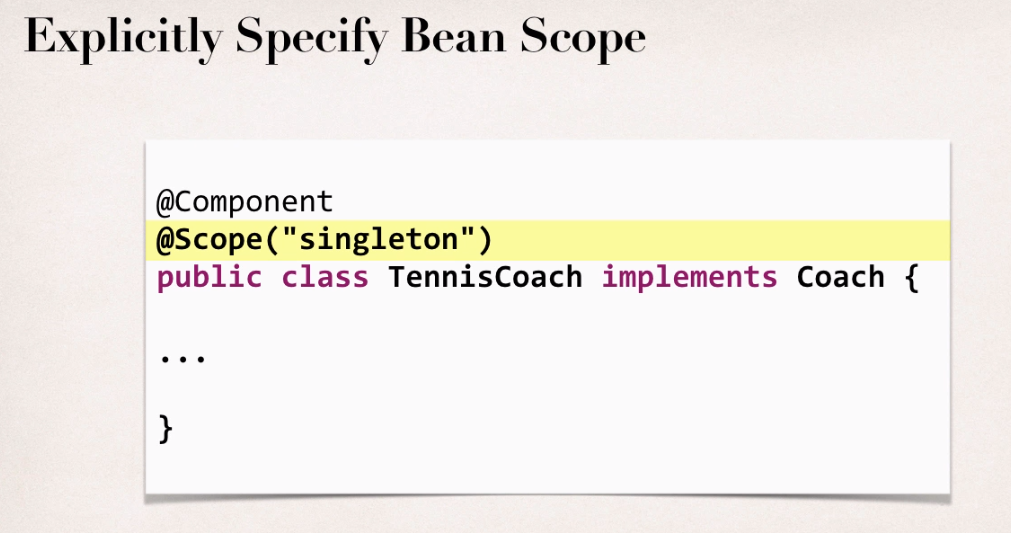 Explicitly Specify Bean Scope
@Component
@Scope("singleton")
public class TennisCoach implements Coach {
...
}